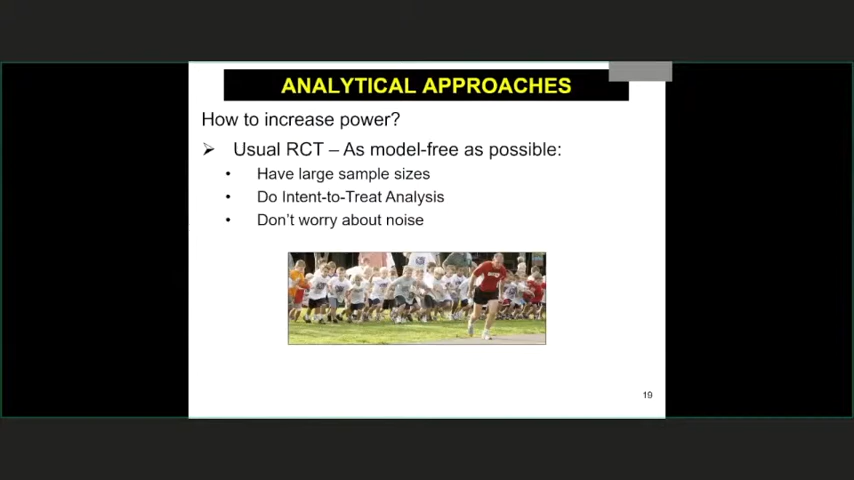 ANALYTICAL APPROACHES
How to increase power?
➢ Usual RCT – As model-free as possible:
• Have large sample sizes
• Do Intent-to-Treat Analysis
• Don't worry about noise
19